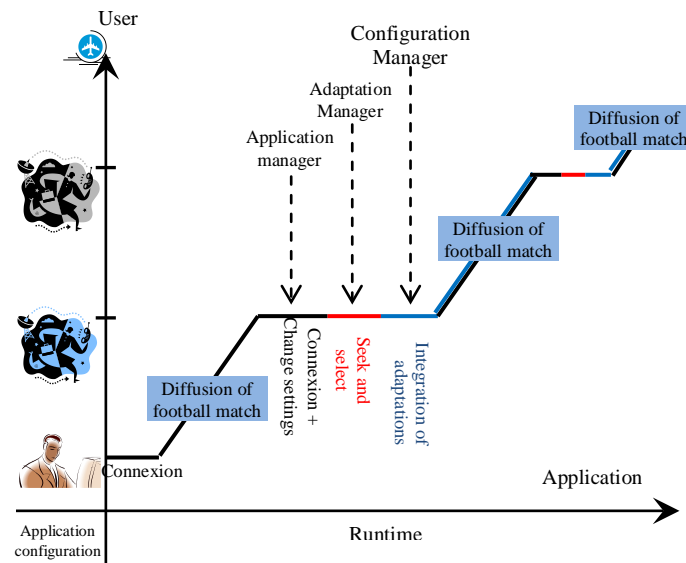 User
Configuration
Manager
Adaptation
Manager
Application
manager
Diffusion of
football match
Diffusion of
football match
Diffusion of
football match
Connexion +
Change settings
Seek and
select
Integration of
adaptations
Connexion
Application
Application
configuration
Runtime